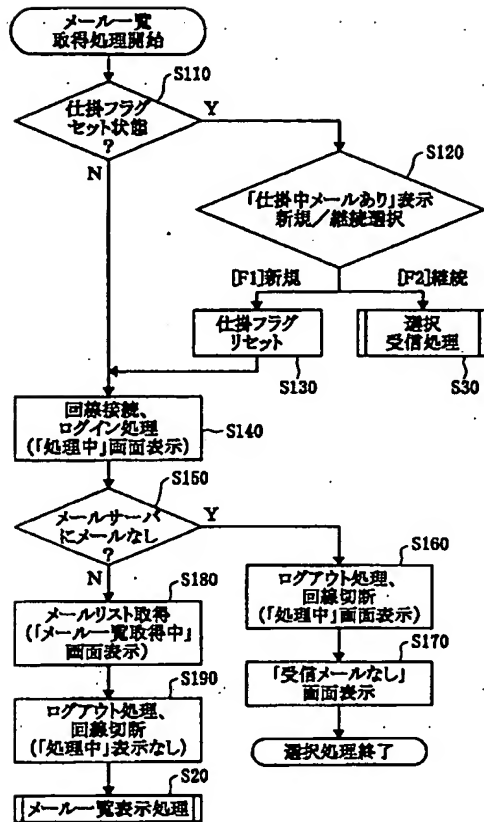 メール一覧
取得処理開始
S110
仕掛フラグ
セット状態
?
Y
N
S120
「仕掛中メールあり」表示
新規/継続選択
[F1]新規
[F2]継続
仕掛フラグ
リセット
選択
受信処理
S130
S30
回線接続、
ログイン処理
(「処理中」画面表示)
S140
S150
メールサーバ
にメールなし
?
Y
N
S160
ログアウト処理、
回線切断
(「処理中」画面表示)
S180
メールリスト取得
(「メール一覧取得中」
画面表示)
S170
「受信メールなし」
画面表示
S190
ログアウト処理、
回線切断
(「処理中」表示なし)
選択処理終了
S20
メール一覧表示処理